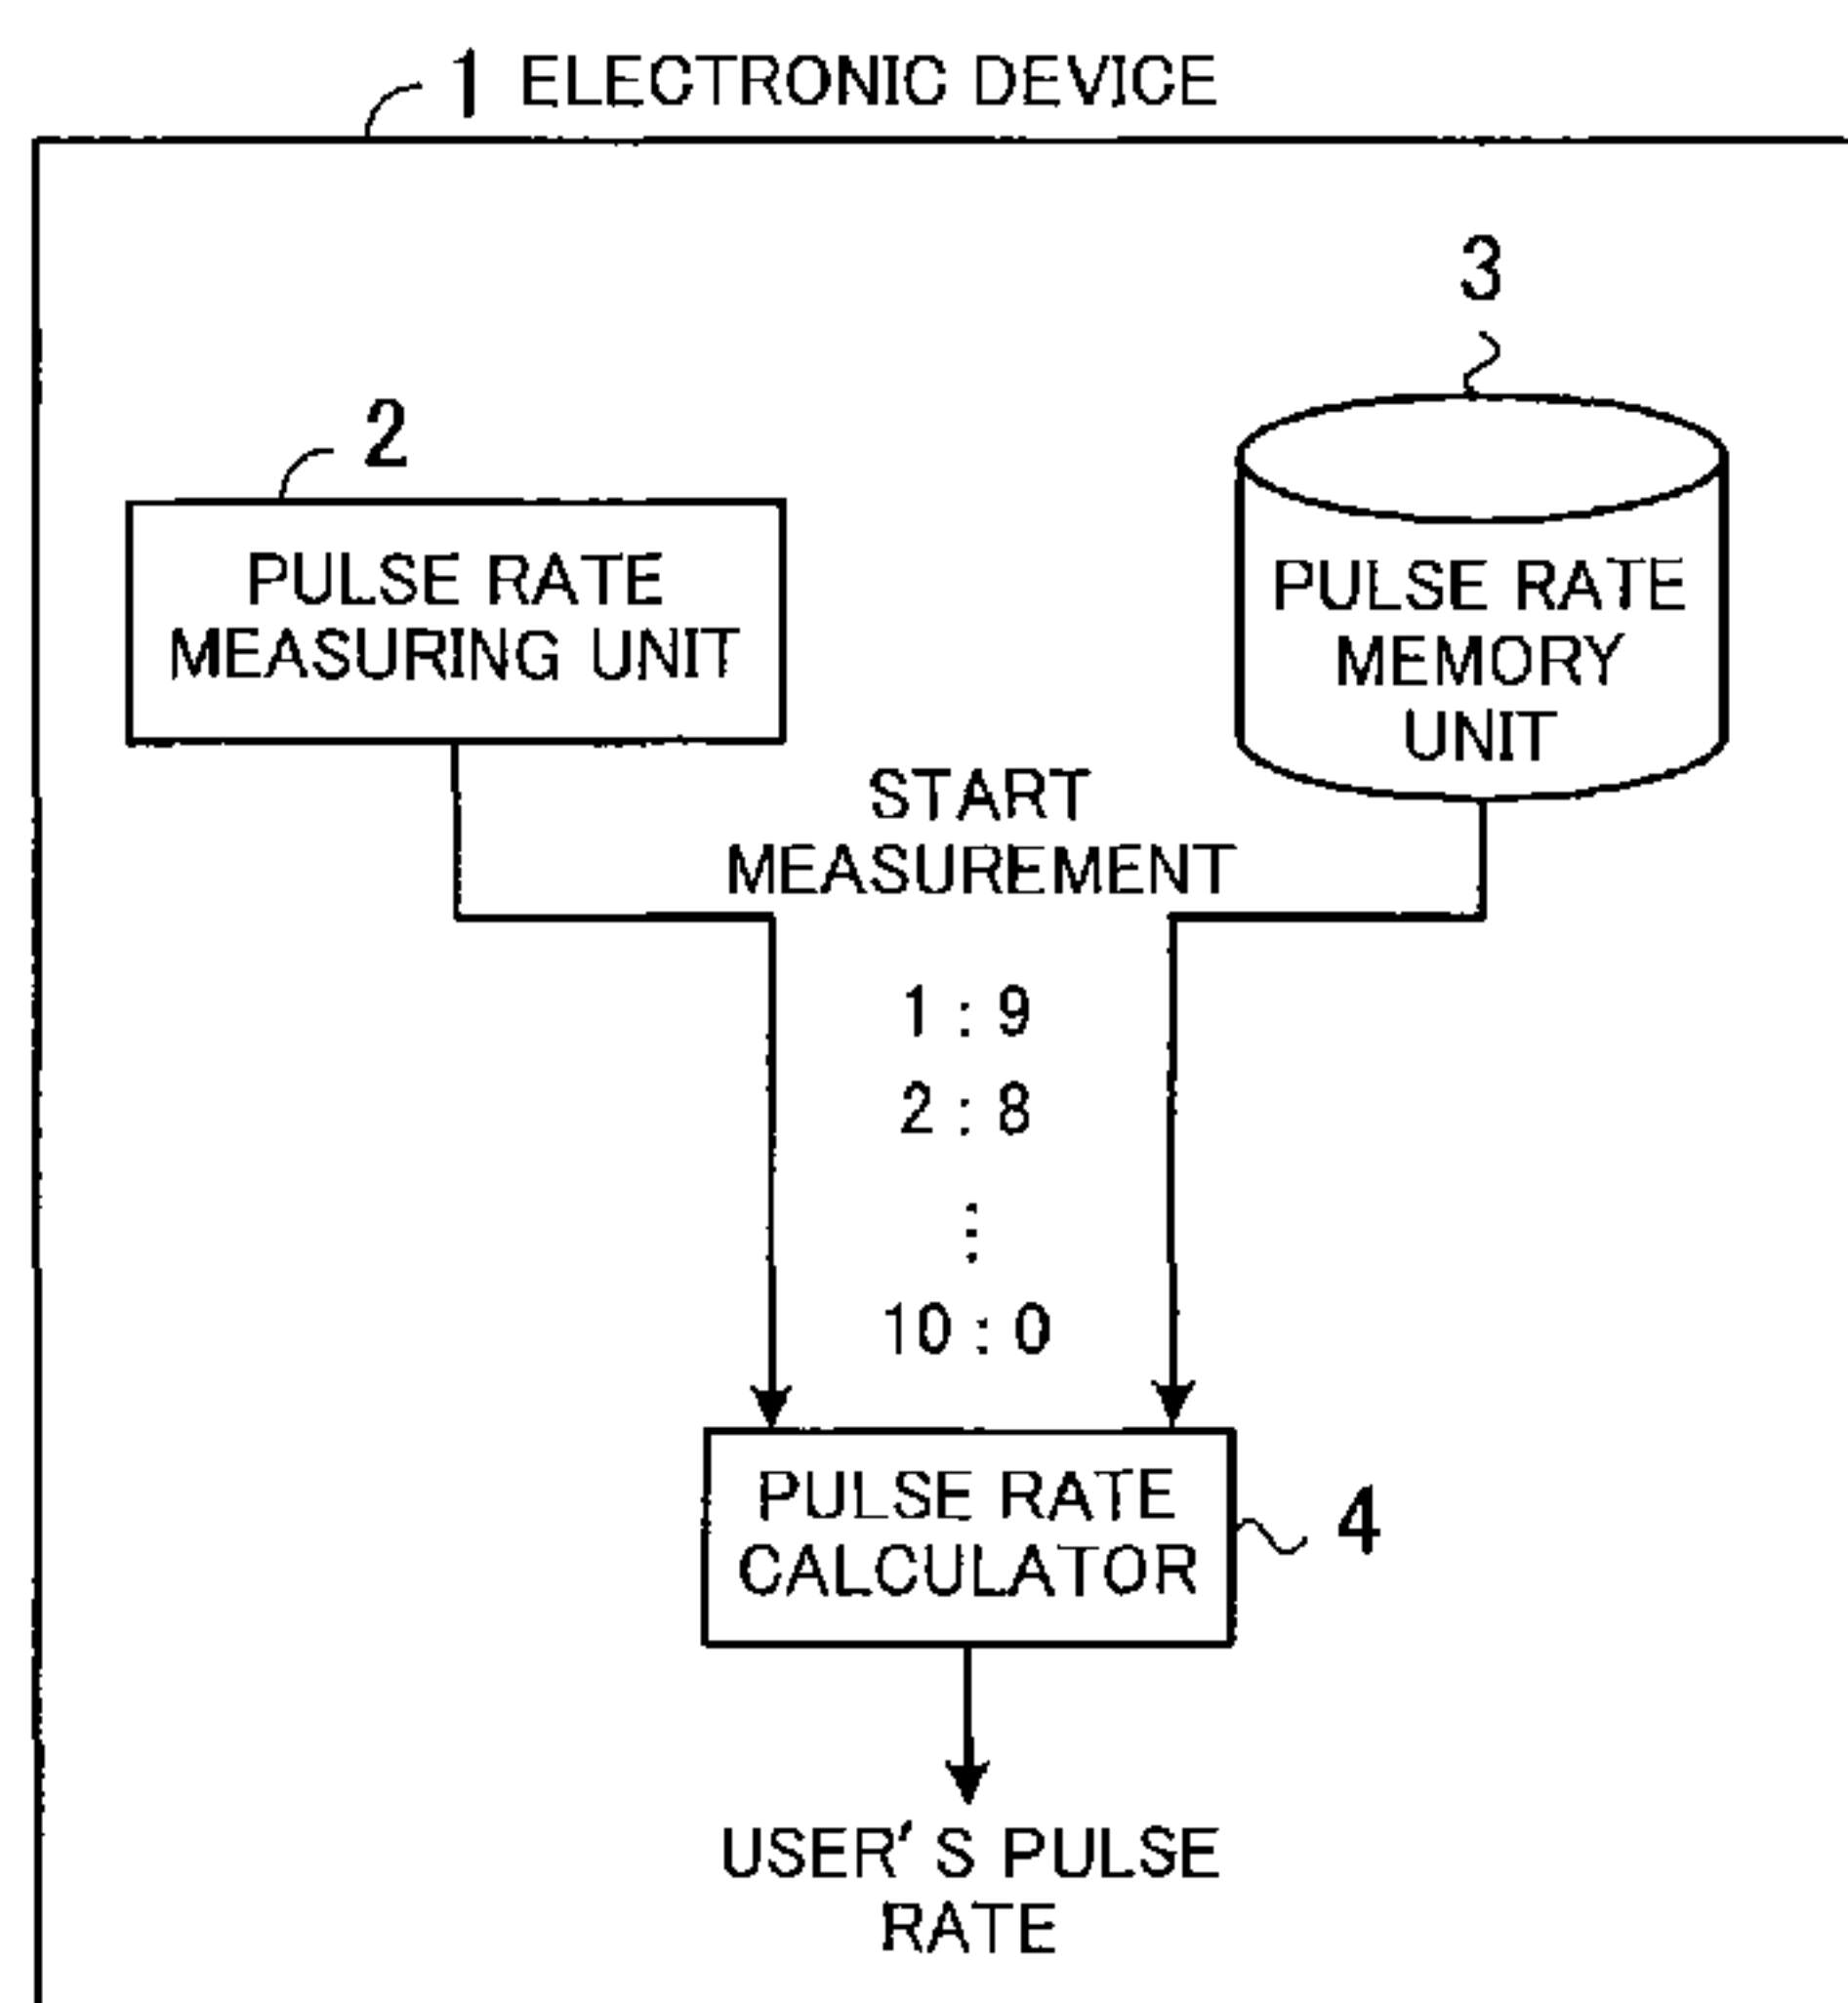 1 ELECTRONIC DEVICE
3
2
PULSE RATE
MEASURING UNIT
PULSE RATE
MEMORY
UNIT
START
MEASUREMENT
1 : 9
2 : 8
⋮
10 : 0
PULSE RATE
CALCULATOR
4
USER'S PULSE
RATE